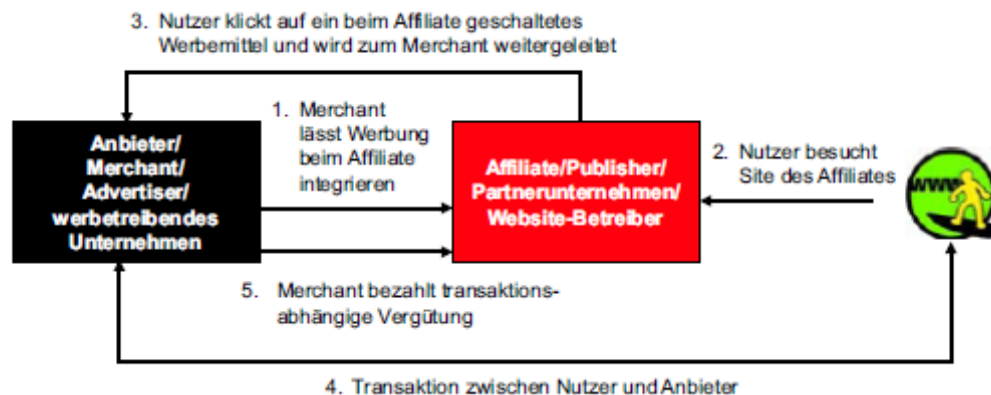 3. Nutzer klickt auf ein beim Affiliate geschaltetes
Werbemittel und wird zum Merchant weitergeleitet
1. Merchant
lässt Werbung
beim Affiliate
integrieren
Anbieter/
Merchant/
Advertiser/
werbetreibendes
Unternehmen
Affiliate/Publisher/
Partnerunternehmen/
Website-Betreiber
2. Nutzer besucht
Site des Affiliates
www
5. Merchant bezahlt transaktions-
abhängige Vergütung
4. Transaktion zwischen Nutzer und Anbieter